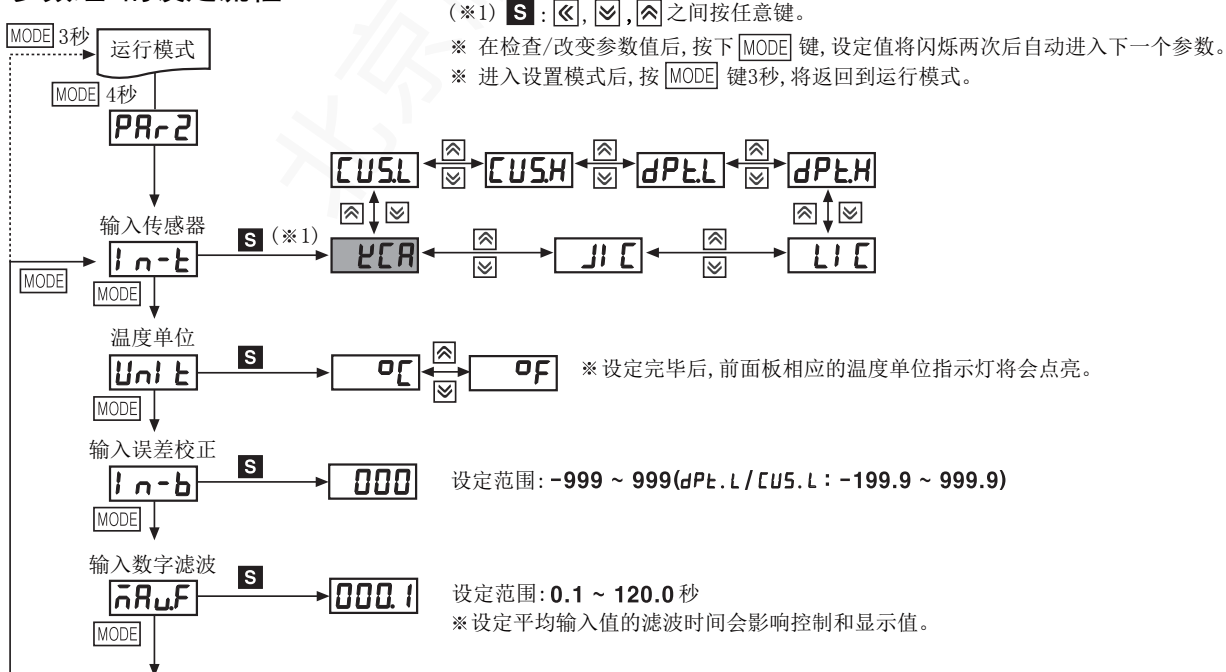 (※1) S : ≪, ≫, ≪ 之间按任意键。
※ 在检查/改变参数值后, 按下 MODE 键, 设定值将闪烁两次后自动进入下一个参数。
※ 进入设置模式后, 按 MODE 键3秒, 将返回到运行模式。
MODE 3秒
运行模式
MODE 4秒
PAr2
CUS.L CUS.H dPt.L dPt.H
输入传感器
In-t S (※1) KCA JIC LIC
MODE
MODE
温度单位
Unit S °C °F ※设定完毕后, 前面板相应的温度单位指示灯将会点亮。
MODE
输入误差校正
In-b S 000 设定范围: -999 ~ 999(dPt.L/CUS.L : -199.9 ~ 999.9)
MODE
输入数字滤波
mAu.F S 000.1 设定范围: 0.1 ~ 120.0 秒
※设定平均输入值的滤波时间会影响控制和显示值。
MODE